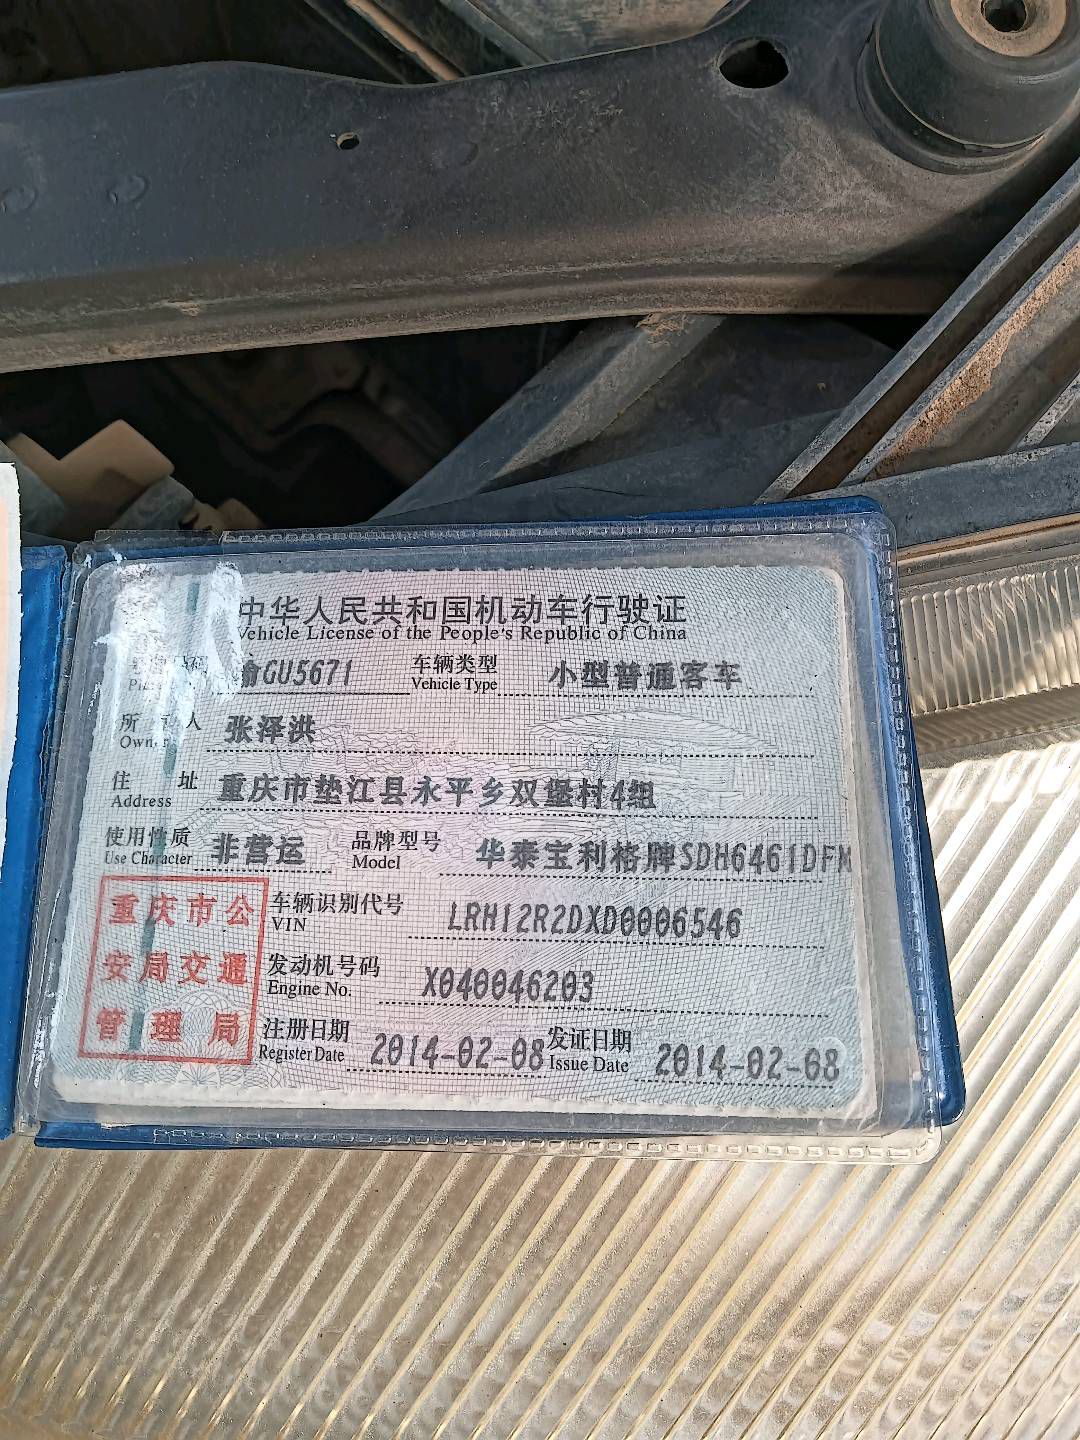 中华人民共和国机动车行驶证
Vehicle License of the People's Republic of China
渝GU5671 车辆类型 Vehicle Type 小型普通客车
所 人 Owner 张泽洪
住 址 Address 重庆市垫江县永平乡双堡村4组
使用性质 Use Character 非营运 品牌型号 Model 华泰宝利格牌SDH6461DFM
车辆识别代号 VIN LRH12R2DXD0006546
发动机号码 Engine No. X040046203
注册日期 Register Date 2014-02-08 发证日期 Issue Date 2014-02-08
重庆市公
安局交通
管理局